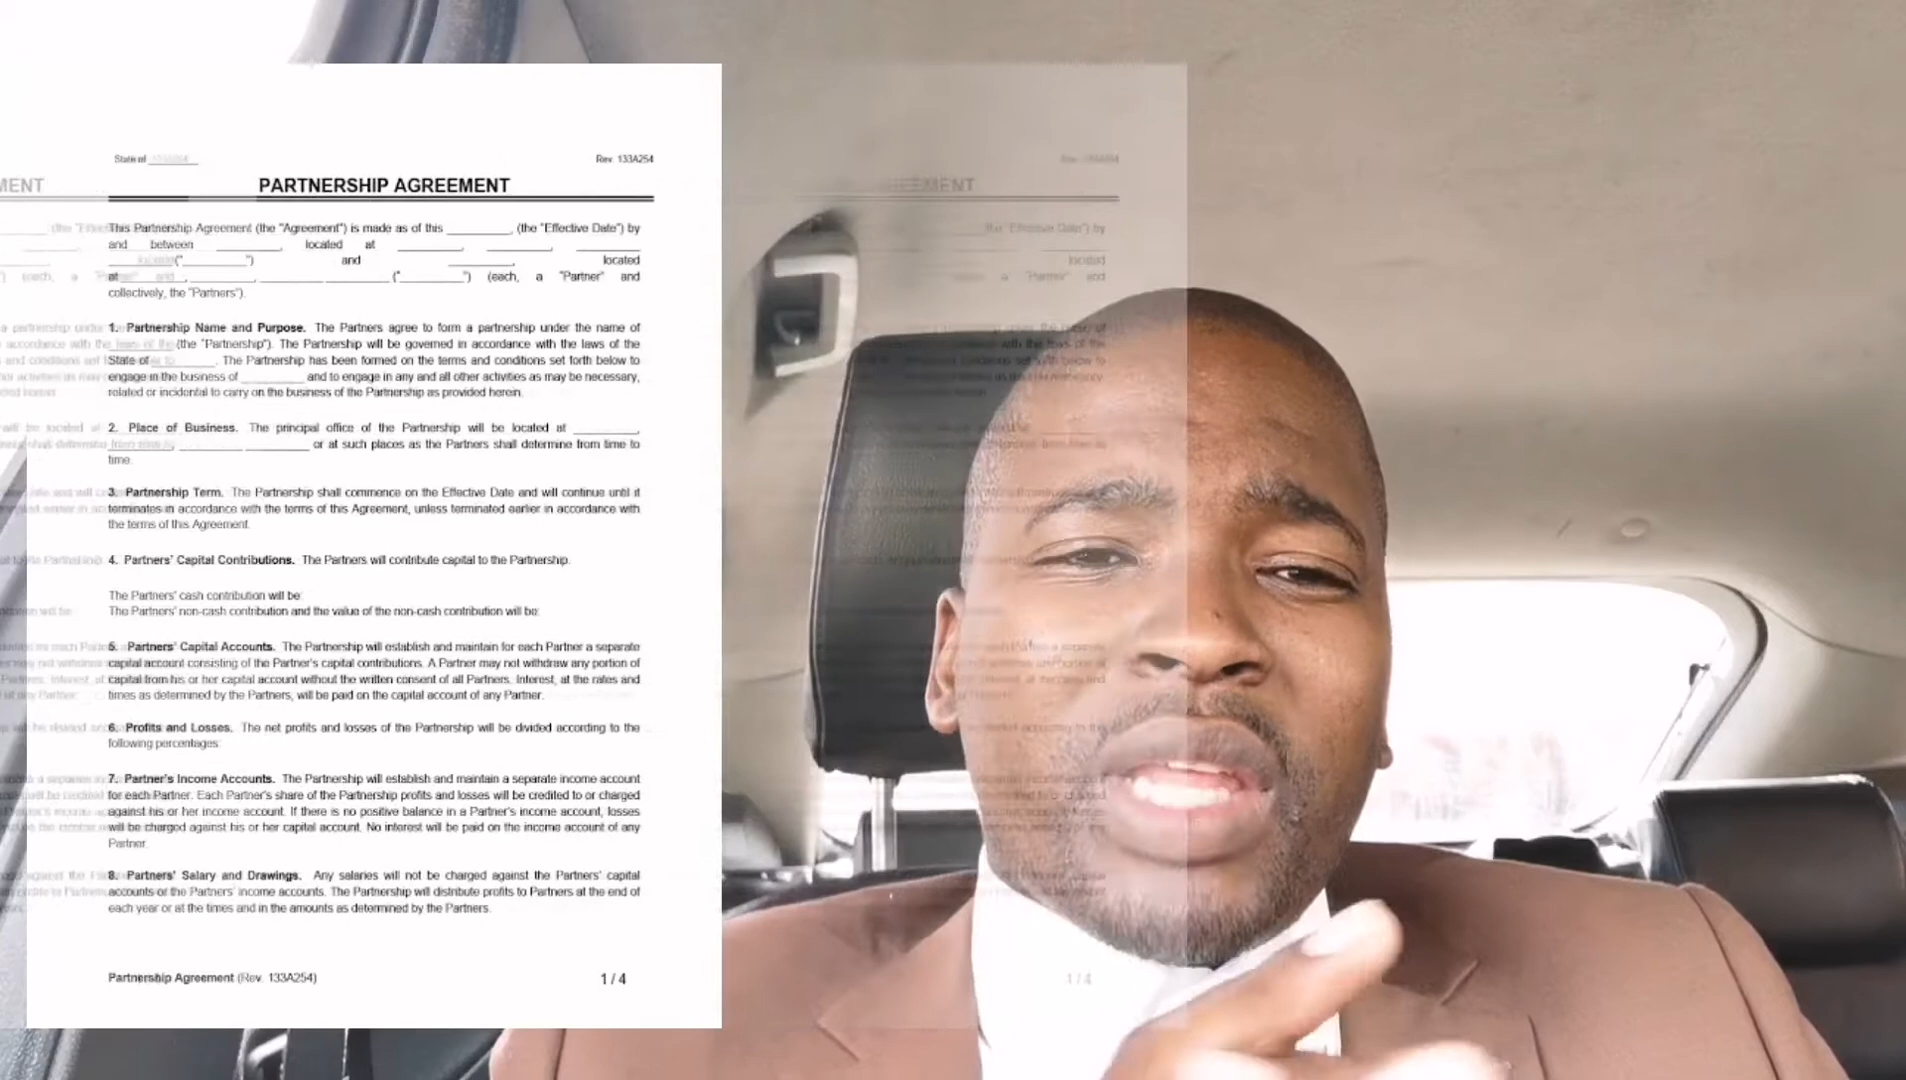 State of ________
Rev. 133A254
PARTNERSHIP AGREEMENT
This Partnership Agreement (the "Agreement") is made as of this __________, (the "Effective Date") by
and between __________, located at __________, __________, __________
__________ ("__________") and __________, located
at __________, __________, __________ __________ ("__________") (each, a "Partner" and
collectively, the "Partners").
1. Partnership Name and Purpose. The Partners agree to form a partnership under the name of
(the "Partnership"). The Partnership will be governed in accordance with the laws of the
State of __________. The Partnership has been formed on the terms and conditions set forth below to
engage in the business of __________ and to engage in any and all other activities as may be necessary,
related or incidental to carry on the business of the Partnership as provided herein.
2. Place of Business. The principal office of the Partnership will be located at __________,
__________, __________ __________ or at such places as the Partners shall determine from time to
time.
3. Partnership Term. The Partnership shall commence on the Effective Date and will continue until it
terminates in accordance with the terms of this Agreement, unless terminated earlier in accordance with
the terms of this Agreement.
4. Partners' Capital Contributions. The Partners will contribute capital to the Partnership.
The Partners' cash contribution will be:
The Partners' non-cash contribution and the value of the non-cash contribution will be:
5. Partners' Capital Accounts. The Partnership will establish and maintain for each Partner a separate
capital account consisting of the Partner's capital contributions. A Partner may not withdraw any portion of
capital from his or her capital account without the written consent of all Partners. Interest, at the rates and
times as determined by the Partners, will be paid on the capital account of any Partner.
6. Profits and Losses. The net profits and losses of the Partnership will be divided according to the
following percentages:
7. Partner's Income Accounts. The Partnership will establish and maintain a separate income account
for each Partner. Each Partner's share of the Partnership profits and losses will be credited to or charged
against his or her income account. If there is no positive balance in a Partner's income account, losses
will be charged against his or her capital account. No interest will be paid on the income account of any
Partner.
8. Partners' Salary and Drawings. Any salaries will not be charged against the Partners' capital
accounts or the Partners' income accounts. The Partnership will distribute profits to Partners at the end of
each year or at the times and in the amounts as determined by the Partners.
Partnership Agreement (Rev. 133A254)
1 / 4